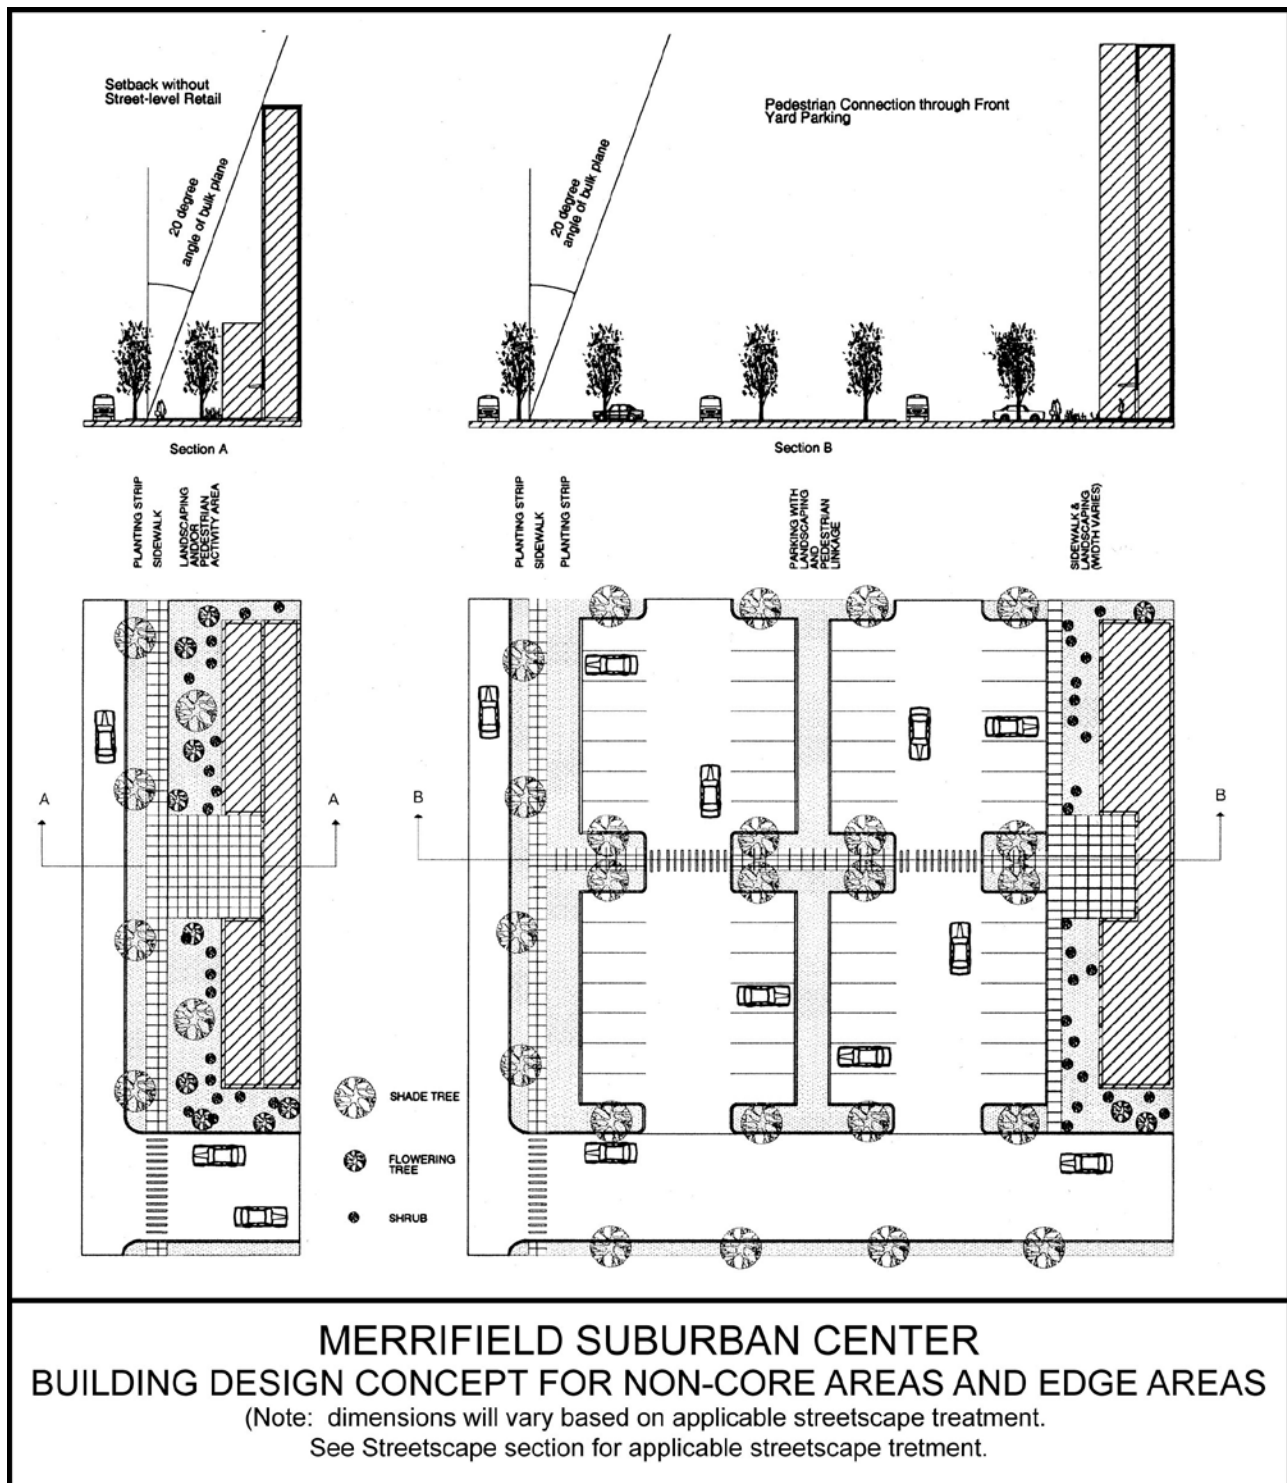 Setback without
Street-level Retail
20 degree
angle of bulk plane
Section A
Pedestrian Connection through Front
Yard Parking
20 degree
angle of bulk plane
Section B
PLANTING STRIP
SIDEWALK
LANDSCAPING
AND/OR
PEDESTRIAN
ACTIVITY AREA
PLANTING STRIP
SIDEWALK
PLANTING STRIP
PARKING WITH
LANDSCAPING
AND
PEDESTRIAN
LINKAGE
SIDEWALK &
LANDSCAPING
(WIDTH VARIES)
A
A
B
B
SHADE TREE
FLOWERING
TREE
SHRUB
MERRIFIELD SUBURBAN CENTER
BUILDING DESIGN CONCEPT FOR NON-CORE AREAS AND EDGE AREAS
(Note: dimensions will vary based on applicable streetscape treatment.
See Streetscape section for applicable streetscape tretment.